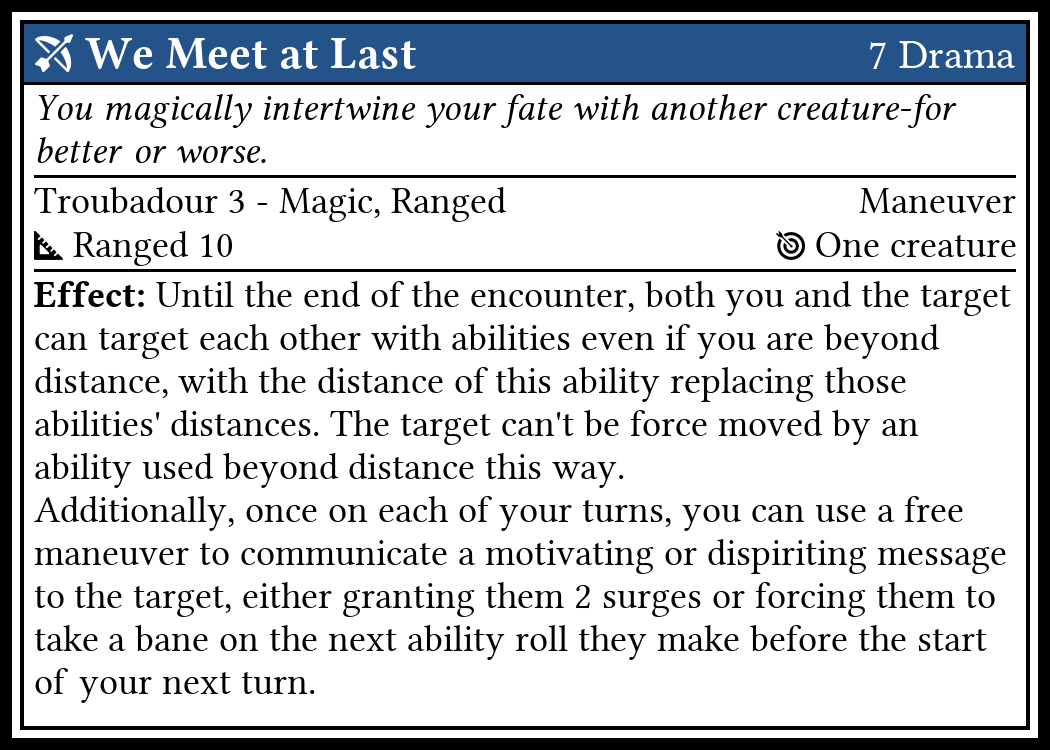 We Meet at Last 7 Drama
You magically intertwine your fate with another creature-for
better or worse.
Troubadour 3 - Magic, Ranged Maneuver
Ranged 10 One creature
Effect: Until the end of the encounter, both you and the target
can target each other with abilities even if you are beyond
distance, with the distance of this ability replacing those
abilities' distances. The target can't be force moved by an
ability used beyond distance this way.
Additionally, once on each of your turns, you can use a free
maneuver to communicate a motivating or dispiriting message
to the target, either granting them 2 surges or forcing them to
take a bane on the next ability roll they make before the start
of your next turn.